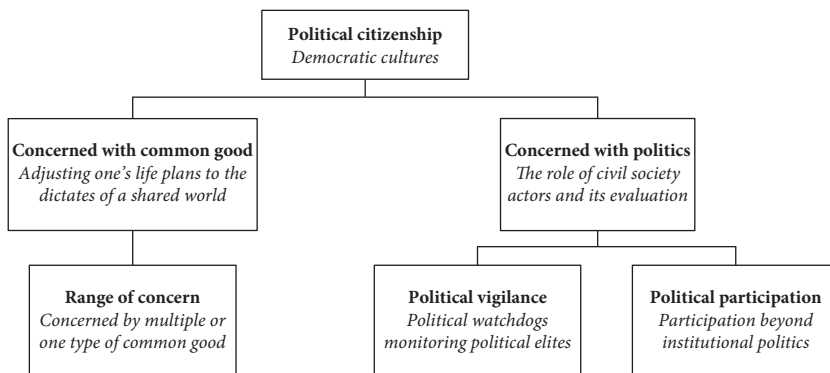 Political citizenship
Democratic cultures
Concerned with common good
Adjusting one's life plans to the
dictates of a shared world
Concerned with politics
The role of civil society
actors and its evaluation
Range of concern
Concerned by multiple or
one type of common good
Political vigilance
Political watchdogs
monitoring political elites
Political participation
Participation beyond
institutional politics